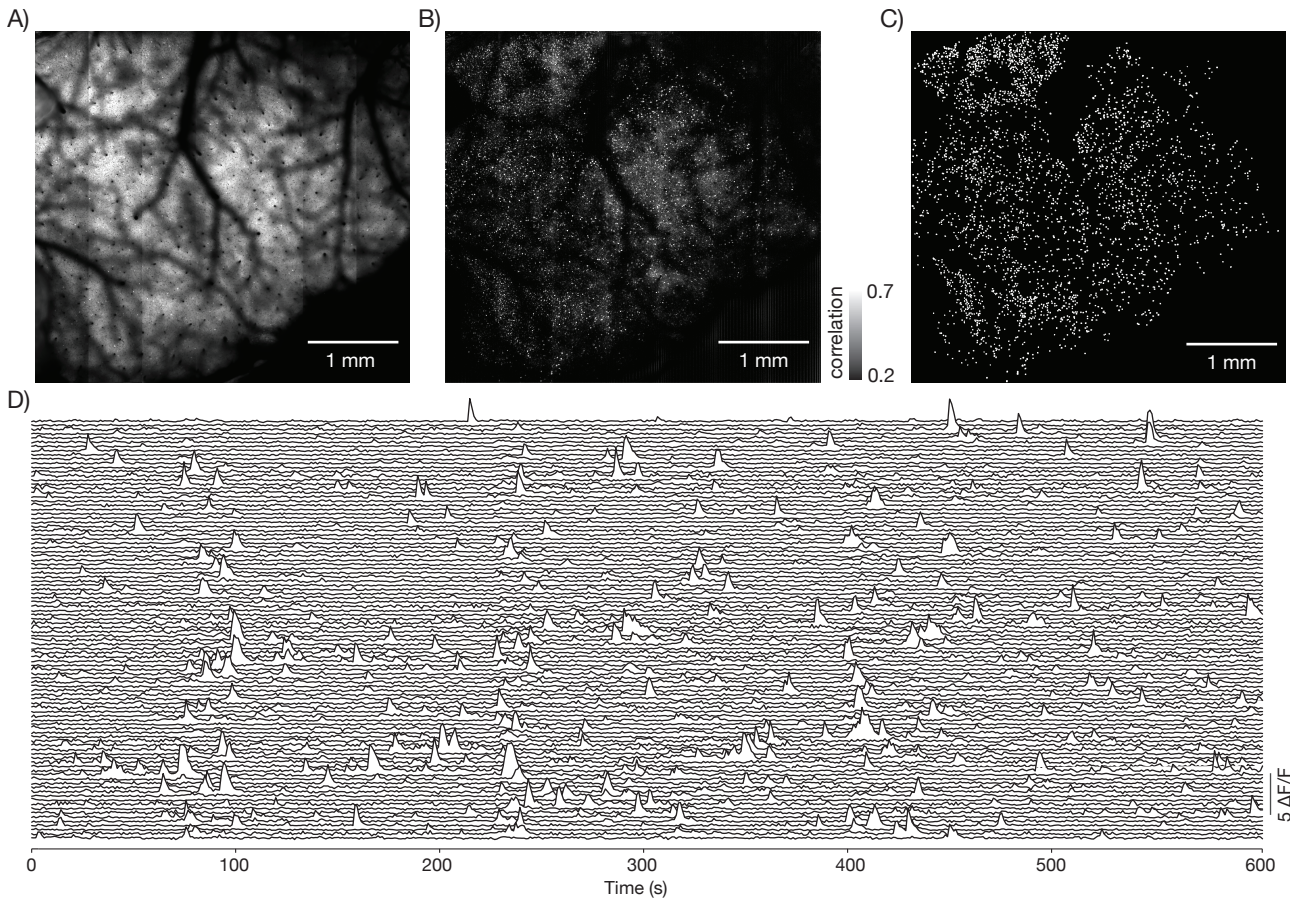 A)
B)
C)
1 mm
1 mm
1 mm
correlation
0.7
0.2
D)
5 ΔF/F
0 100 200 300 400 500 600
Time (s)